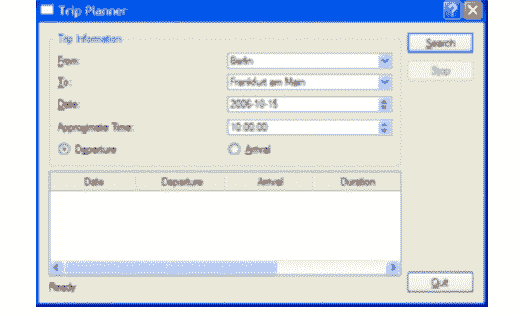 Trip Planner
Trip Information
From: Berlin
To: Frankfurt am Main
Date: 2006-10-15
Approximate Time: 10:00:00
Departure Arrival
Search
Stop
Date Departure Arrival Duration
Ready
Quit